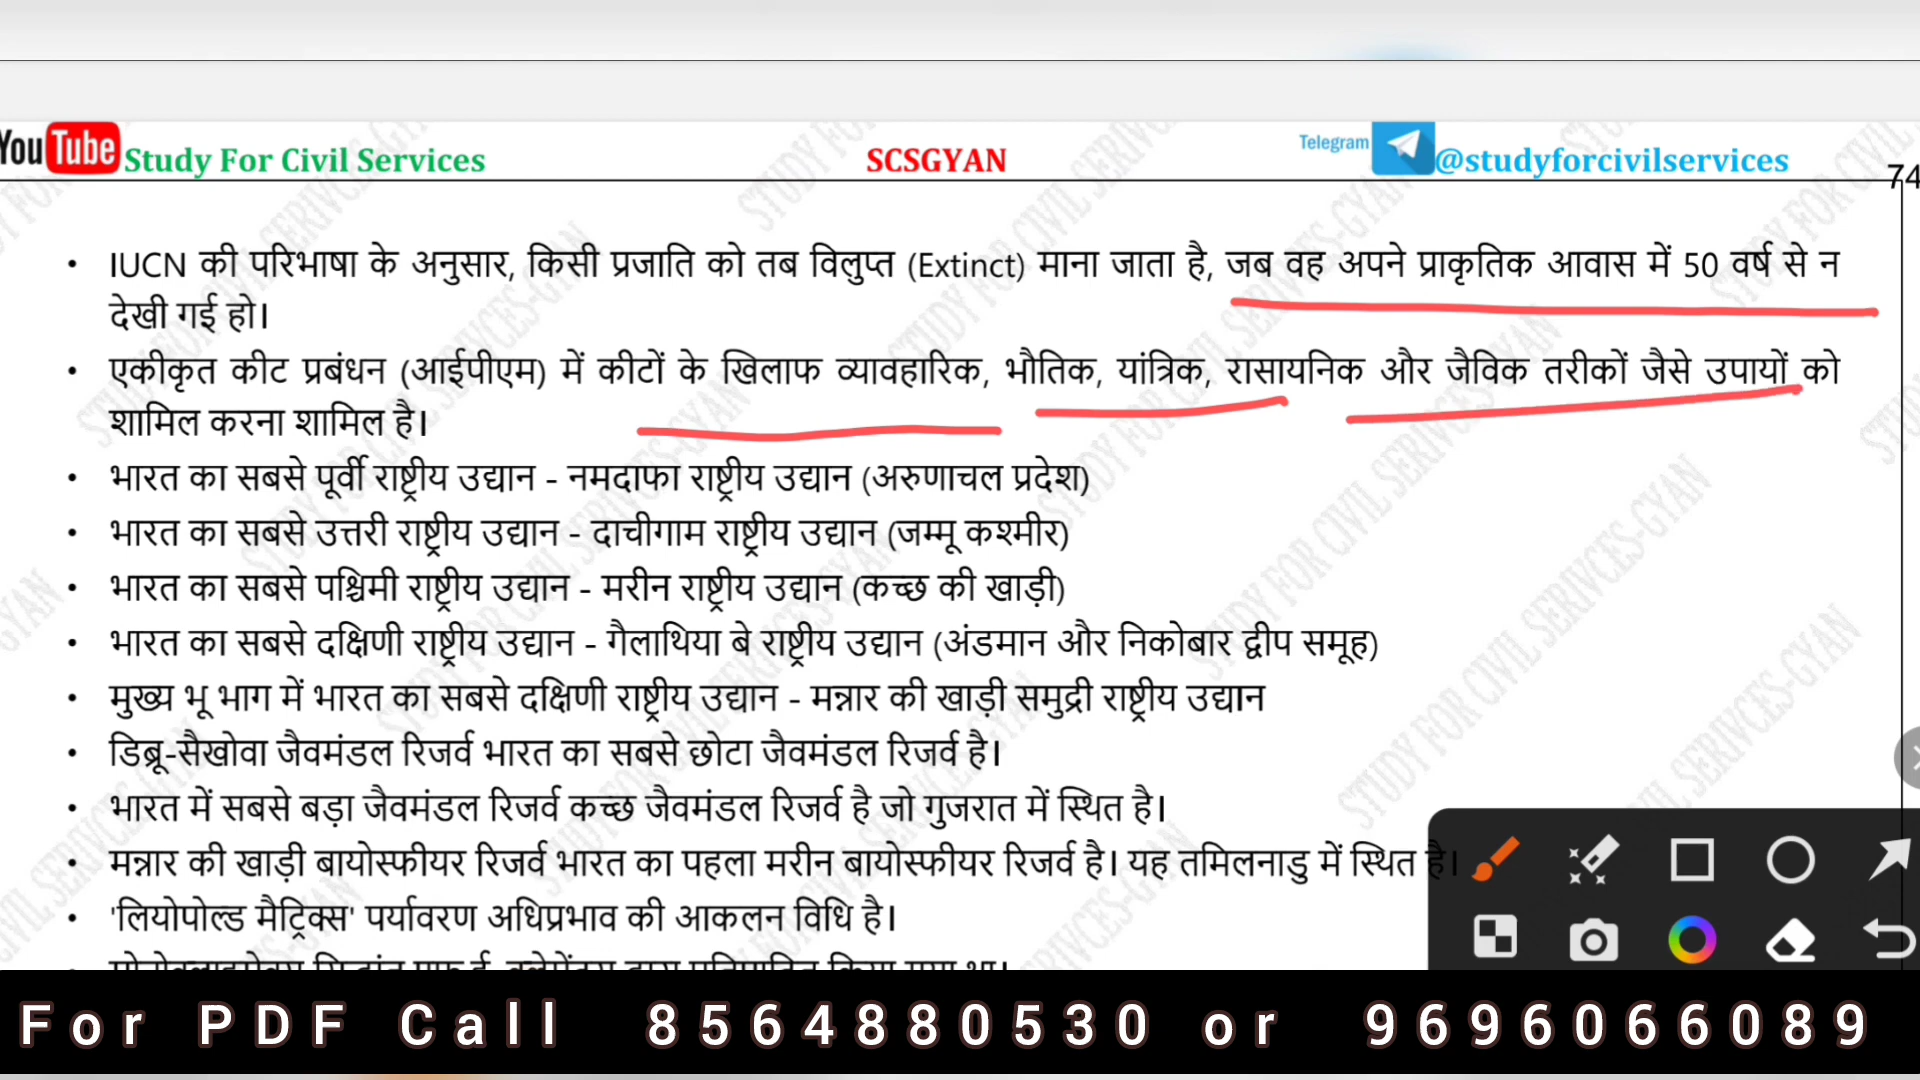 YouTube Study For Civil Services SCSGYAN Telegram @studyforcivilservices 74
• IUCN की परिभाषा के अनुसार, किसी प्रजाति को तब विलुप्त (Extinct) माना जाता है, जब वह अपने प्राकृतिक आवास में 50 वर्ष से न
देखी गई हो।
• एकीकृत कीट प्रबंधन (आईपीएम) में कीटों के खिलाफ व्यावहारिक, भौतिक, यांत्रिक, रासायनिक और जैविक तरीकों जैसे उपायों को
शामिल करना शामिल है।
• भारत का सबसे पूर्वी राष्ट्रीय उद्यान - नमदाफा राष्ट्रीय उद्यान (अरुणाचल प्रदेश)
• भारत का सबसे उत्तरी राष्ट्रीय उद्यान - दाचीगाम राष्ट्रीय उद्यान (जम्मू कश्मीर)
• भारत का सबसे पश्चिमी राष्ट्रीय उद्यान - मरीन राष्ट्रीय उद्यान (कच्छ की खाड़ी)
• भारत का सबसे दक्षिणी राष्ट्रीय उद्यान - गैलाथिया बे राष्ट्रीय उद्यान (अंडमान और निकोबार द्वीप समूह)
• मुख्य भू भाग में भारत का सबसे दक्षिणी राष्ट्रीय उद्यान - मन्नार की खाड़ी समुद्री राष्ट्रीय उद्यान
• डिब्रू-सैखोवा जैवमंडल रिजर्व भारत का सबसे छोटा जैवमंडल रिजर्व है।
• भारत में सबसे बड़ा जैवमंडल रिजर्व कच्छ जैवमंडल रिजर्व है जो गुजरात में स्थित है।
• मन्नार की खाड़ी बायोस्फीयर रिजर्व भारत का पहला मरीन बायोस्फीयर रिजर्व है। यह तमिलनाडु में स्थित है।
• 'लियोपोल्ड मैट्रिक्स' पर्यावरण अधिप्रभाव की आकलन विधि है।
For PDF Call 8564880530 or 9696066089